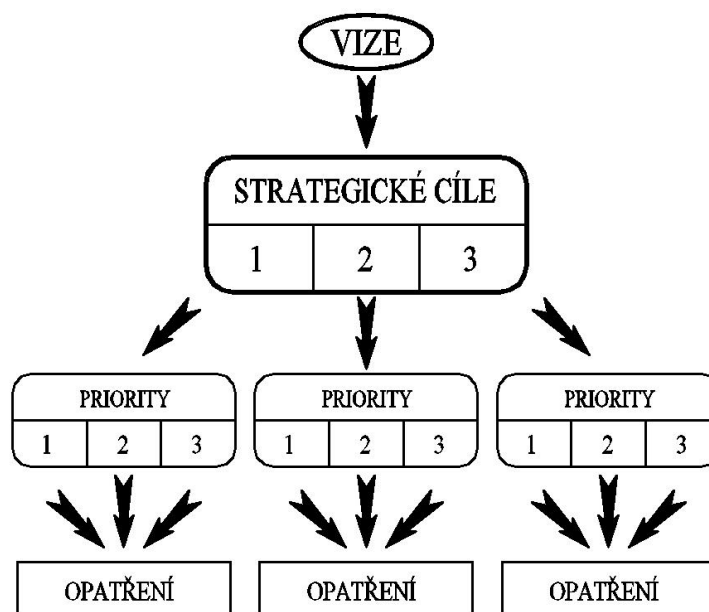 VIZE
STRATEGICKÉ CÍLE
1 2 3
PRIORITY PRIORITY PRIORITY
1 2 3 1 2 3 1 2 3
OPATŘENÍ OPATŘENÍ OPATŘENÍ